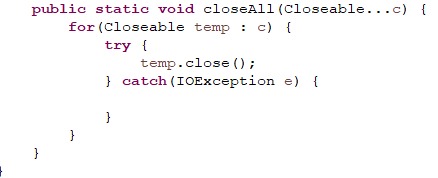 public static void closeAll(Closeable...c) {
for(Closeable temp : c) {
try {
temp.close();
} catch(IOException e) {
}
}
}
}